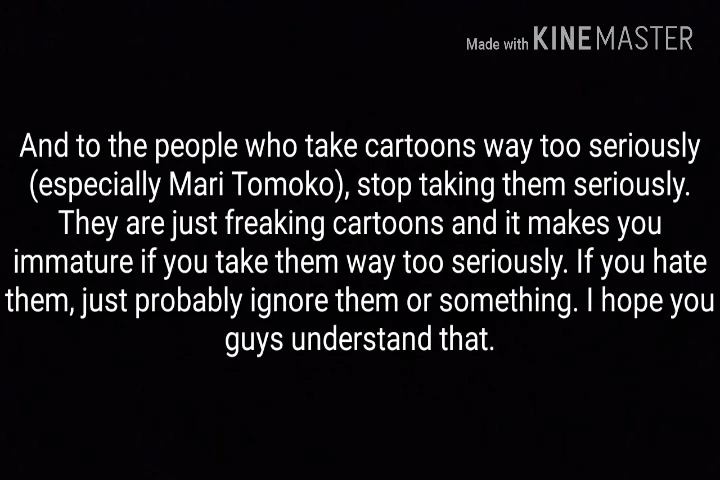 Made with KINEMASTER
And to the people who take cartoons way too seriously
(especially Mari Tomoko), stop taking them seriously.
They are just freaking cartoons and it makes you
immature if you take them way too seriously. If you hate
them, just probably ignore them or something. I hope you
guys understand that.